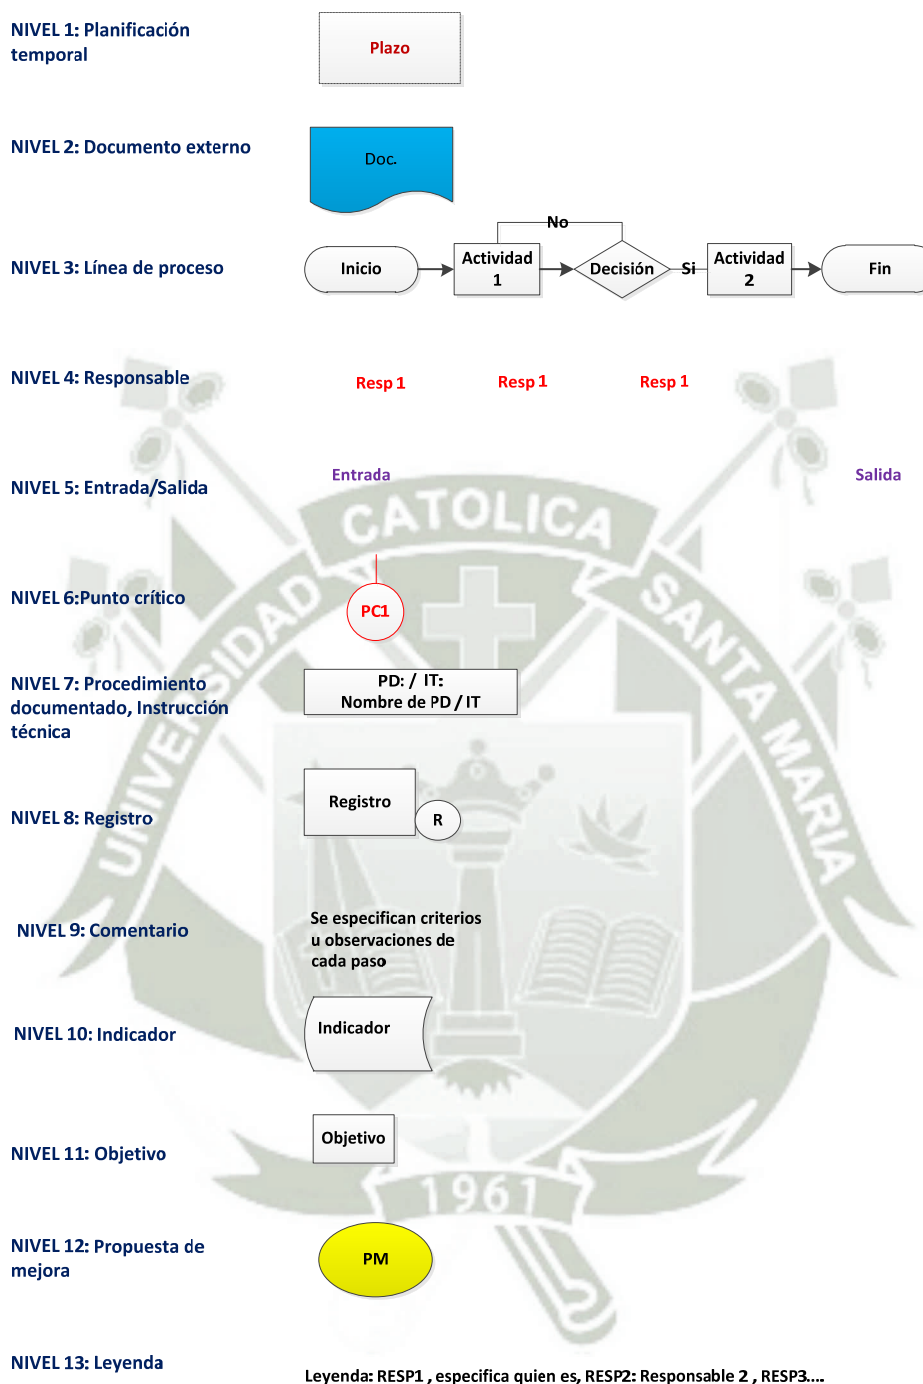 NIVEL 1: Planificación
temporal
Plazo
NIVEL 2: Documento externo
Doc.
NIVEL 3: Línea de proceso
Inicio
Actividad
1
No
Decisión
Si
Actividad
2
Fin
NIVEL 4: Responsable
Resp 1
Resp 1
Resp 1
NIVEL 5: Entrada/Salida
Entrada
Salida
NIVEL 6:Punto crítico
PC1
NIVEL 7: Procedimiento
documentado, Instrucción
técnica
PD: / IT:
Nombre de PD / IT
NIVEL 8: Registro
Registro
R
NIVEL 9: Comentario
Se especifican criterios
u observaciones de
cada paso
NIVEL 10: Indicador
Indicador
NIVEL 11: Objetivo
Objetivo
NIVEL 12: Propuesta de
mejora
PM
NIVEL 13: Leyenda
Leyenda: RESP1 , especifica quien es, RESP2: Responsable 2 , RESP3....
UNIVERSIDAD
CATOLICA
SANTA MARIA
1961